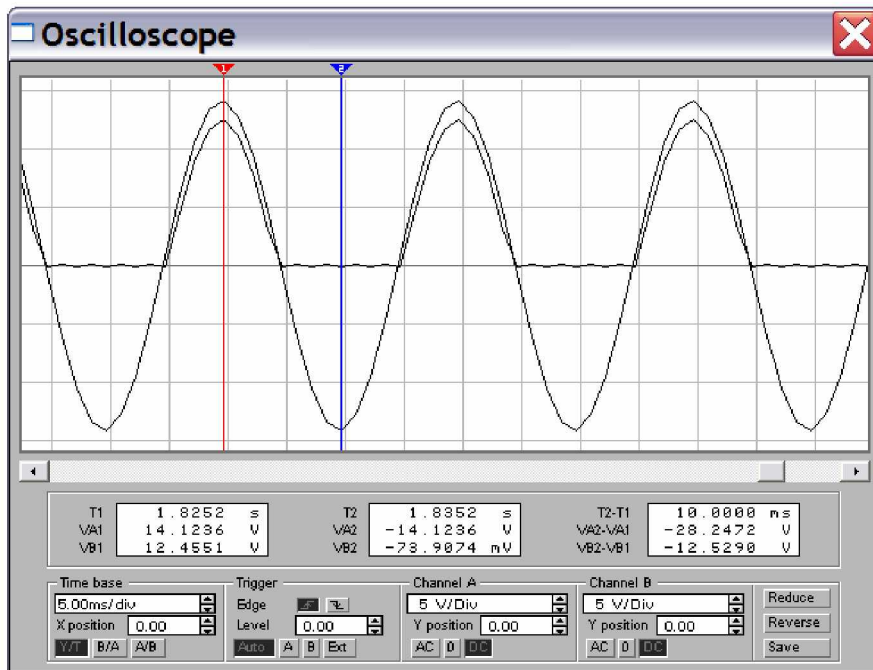 Oscilloscope
1 2
T1 1.8252 s T2 1.8352 s T2-T1 10.0000 ms
VA1 14.1236 V VA2 -14.1236 V VA2-VA1 -28.2472 V
VB1 12.4551 V VB2 -73.9074 mV VB2-VB1 -12.5290 V
Time base Trigger Channel A Channel B
5.00ms/div Edge 5 V/Div 5 V/Div Reduce
X position 0.00 Level 0.00 Y position 0.00 Y position 0.00 Reverse
Y/T B/A A/B Auto A B Ext AC 0 DC AC 0 DC Save